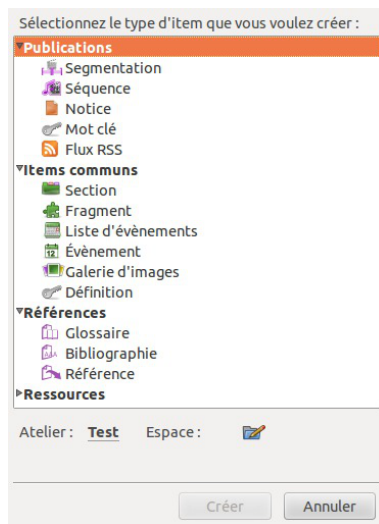 Sélectionnez le type d'item que vous voulez créer :
Publications
Segmentation
Séquence
Notice
Mot clé
Flux RSS
Items communs
Section
Fragment
Liste d'évènements
12 Évènement
Galerie d'images
Définition
Références
Glossaire
Bibliographie
Référence
Ressources
Atelier : Test Espace :
Créer Annuler